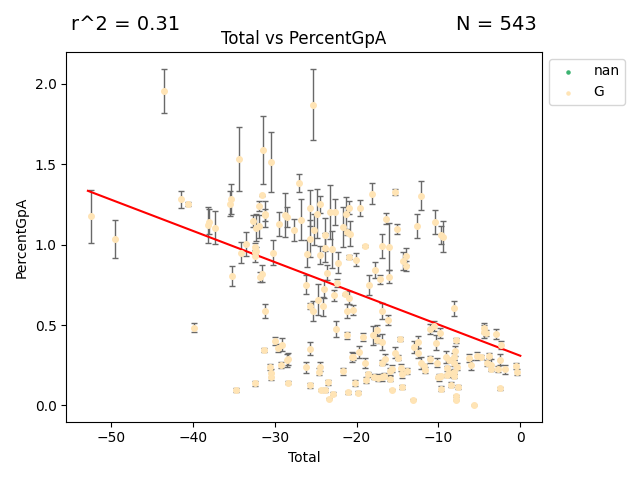 r^2 = 0.31 N = 543
Total vs PercentGpA
nan
G
2.0
1.5
1.0
0.5
0.0
PercentGpA
−50 −40 −30 −20 −10 0
Total